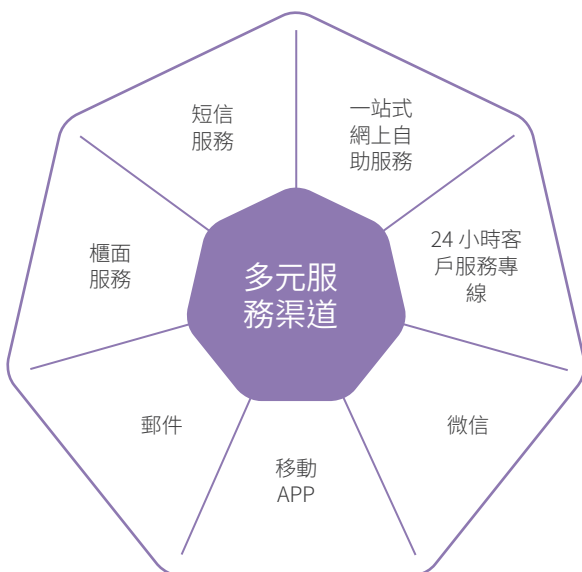 短信
服務
一站式
網上自
助服務
櫃面
服務
24 小時客
戶服務專
線
多元服
務渠道
郵件
微信
移動
APP